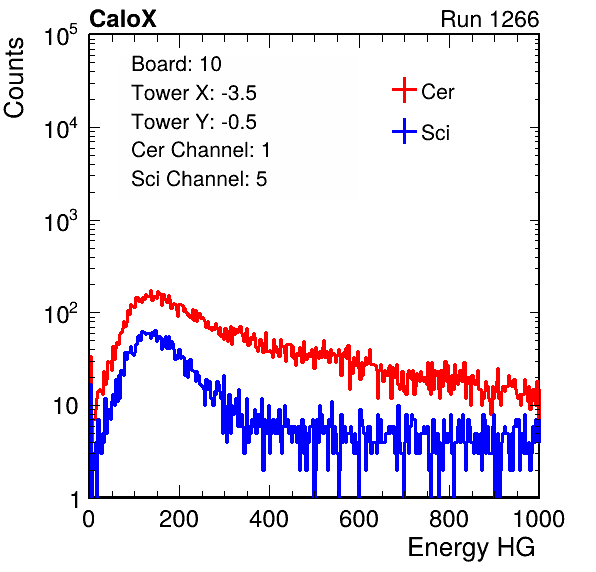 CaloX Run 1266
Counts
Board: 10
Tower X: -3.5
Tower Y: -0.5
Cer Channel: 1
Sci Channel: 5
Cer
Sci
10^5
10^4
10^3
10^2
10
1
0 200 400 600 800 1000
Energy HG